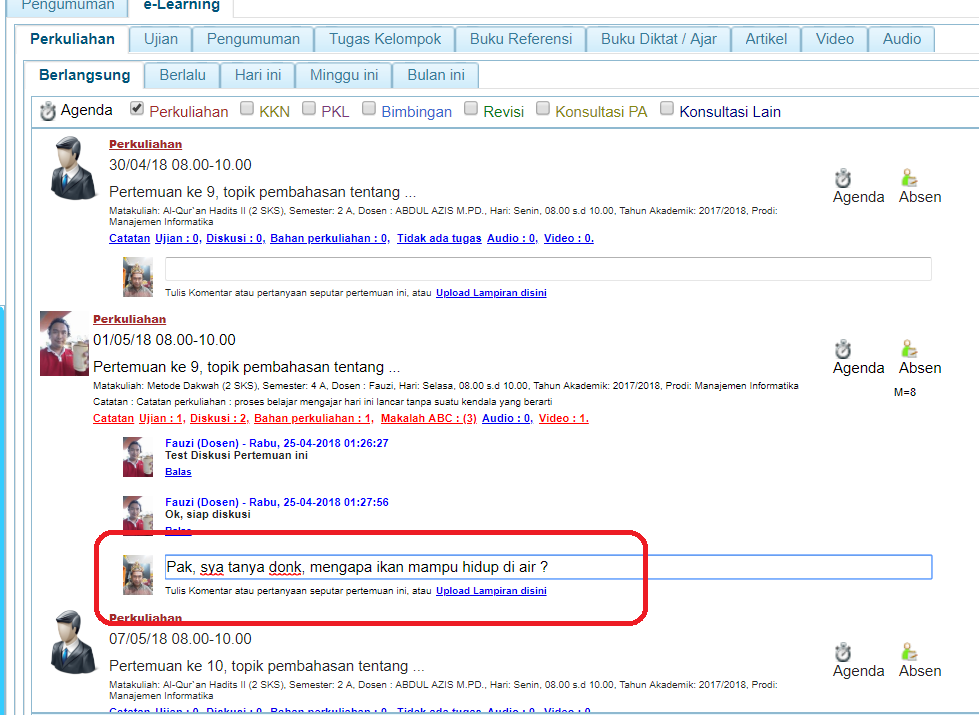 Pengumuman e-Learning
Perkuliahan Ujian Pengumuman Tugas Kelompok Buku Referensi Buku Diktat / Ajar Artikel Video Audio
Berlangsung Berlalu Hari ini Minggu ini Bulan ini
Agenda Perkuliahan KKN PKL Bimbingan Revisi Konsultasi PA Konsultasi Lain
Perkuliahan
30/04/18 08.00-10.00
Pertemuan ke 9, topik pembahasan tentang ...
Agenda Absen
Matakuliah: Al-Qur`an Hadits II (2 SKS), Semester: 2 A, Dosen : ABDUL AZIS M.PD., Hari: Senin, 08.00 s.d 10.00, Tahun Akademik: 2017/2018, Prodi:
Manajemen Informatika
Catatan Ujian : 0, Diskusi : 0, Bahan perkuliahan : 0, Tidak ada tugas Audio : 0, Video : 0.
Tulis Komentar atau pertanyaan seputar pertemuan ini, atau Upload Lampiran disini
Perkuliahan
01/05/18 08.00-10.00
Pertemuan ke 9, topik pembahasan tentang ...
Agenda Absen
Matakuliah: Metode Dakwah (2 SKS), Semester: 4 A, Dosen : Fauzi, Hari: Selasa, 08.00 s.d 10.00, Tahun Akademik: 2017/2018, Prodi: Manajemen Informatika
M=8
Catatan : Catatan perkuliahan : proses belajar mengajar hari ini lancar tanpa suatu kendala yang berarti
Catatan Ujian : 1, Diskusi : 2, Bahan perkuliahan : 1, Makalah ABC : (3) Audio : 0, Video : 1.
Fauzi (Dosen) - Rabu, 25-04-2018 01:26:27
Test Diskusi Pertemuan ini
Balas
Fauzi (Dosen) - Rabu, 25-04-2018 01:27:56
Ok, siap diskusi
Balas
Pak, sya tanya donk, mengapa ikan mampu hidup di air ?
Tulis Komentar atau pertanyaan seputar pertemuan ini, atau Upload Lampiran disini
Perkuliahan
07/05/18 08.00-10.00
Pertemuan ke 10, topik pembahasan tentang ...
Agenda Absen
Matakuliah: Al-Qur`an Hadits II (2 SKS), Semester: 2 A, Dosen : ABDUL AZIS M.PD., Hari: Senin, 08.00 s.d 10.00, Tahun Akademik: 2017/2018, Prodi:
Manajemen Informatika
Catatan Ujian : 0, Diskusi : 0, Bahan perkuliahan : 0, Tidak ada tugas Audio : 0, Video : 0.